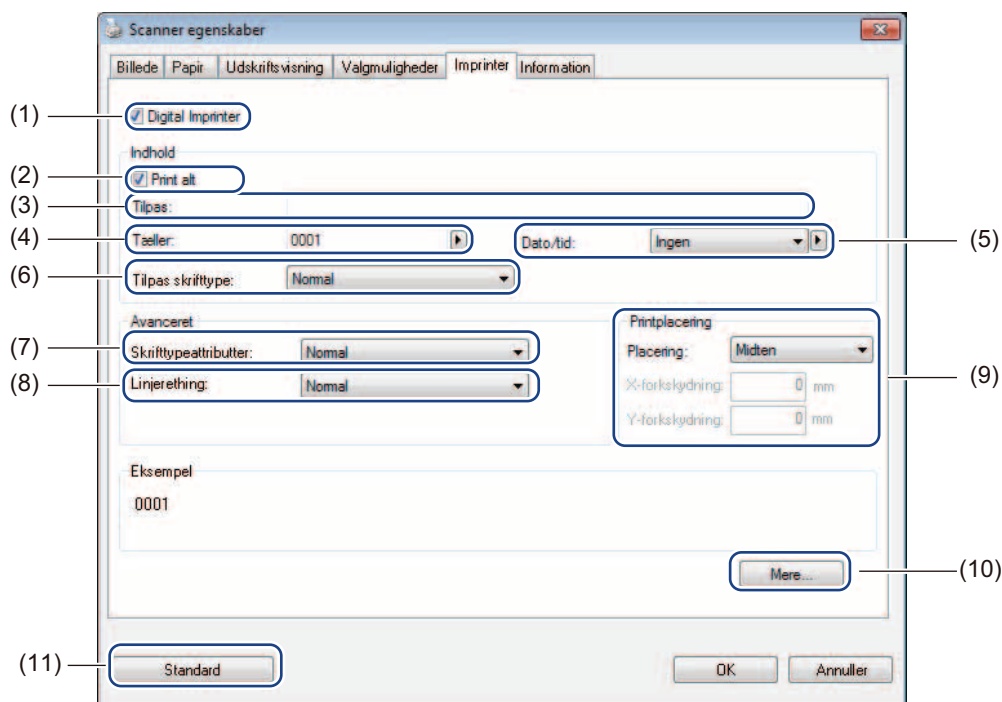 Scanner egenskaber
Billede Papir Udskriftsvisning Valgmuligheder Imprinter Information
(1) Digital Imprinter
Indhold
(2) Print alt
(3) Tilpas:
(4) Tæller: 0001 Dato/tid: Ingen (5)
(6) Tilpas skrifttype: Normal
Avanceret Printplacering
(7) Skrifttypeattributter: Normal Placering: Midten
(8) Linjerething: Normal X-forkskydning: 0 mm (9)
Y-forkskydning: 0 mm
Eksempel
0001
Mere... (10)
(11) Standard OK Annuller